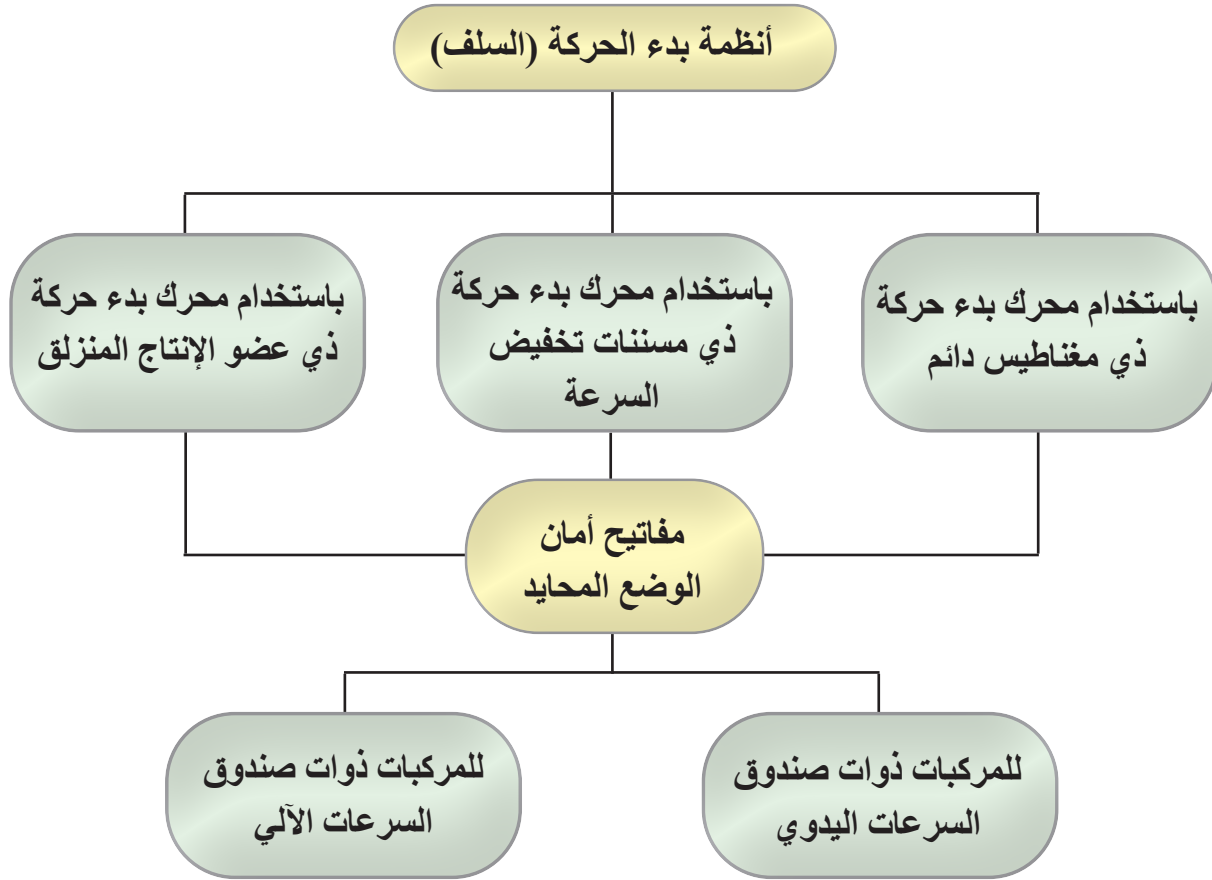 أنظمة بدء الحركة (السلف)
باستخدام محرك بدء حركة
ذي مغناطيس دائم
باستخدام محرك بدء حركة
ذي مسننات تخفيض
السرعة
باستخدام محرك بدء حركة
ذي عضو الإنتاج المنزلق
مفاتيح أمان
الوضع المحايد
للمركبات ذوات صندوق
السرعات اليدوي
للمركبات ذوات صندوق
السرعات الآلي